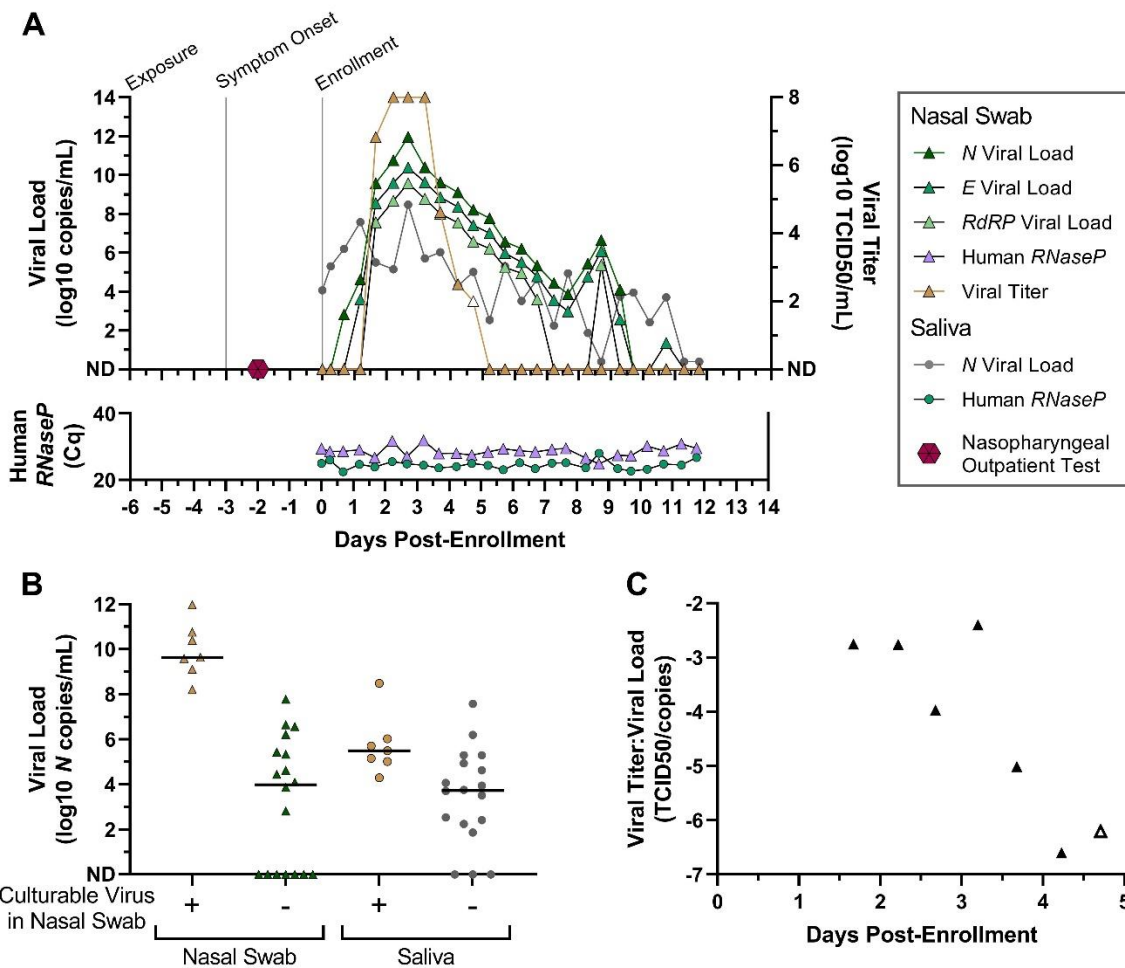 A
Exposure
Symptom Onset
Enrollment
Viral Load
(log10 copies/mL)
14
12
10
8
6
4
2
ND
8
6
4
2
ND
Viral Titer
(log10 TCID50/mL)
Human
RNaseP
(Cq)
40
20
-6 -5 -4 -3 -2 -1 0 1 2 3 4 5 6 7 8 9 10 11 12 13 14
Days Post-Enrollment
Nasal Swab
N Viral Load
E Viral Load
RdRP Viral Load
Human RNaseP
Viral Titer
Saliva
N Viral Load
Human RNaseP
Nasopharyngeal
Outpatient Test
B
Viral Load
(log10 N copies/mL)
12
10
8
6
4
2
ND
Culturable Virus
in Nasal Swab
+ - + -
Nasal Swab Saliva
C
Viral Titer:Viral Load
(TCID50/copies)
-2
-3
-4
-5
-6
-7
0 1 2 3 4 5
Days Post-Enrollment